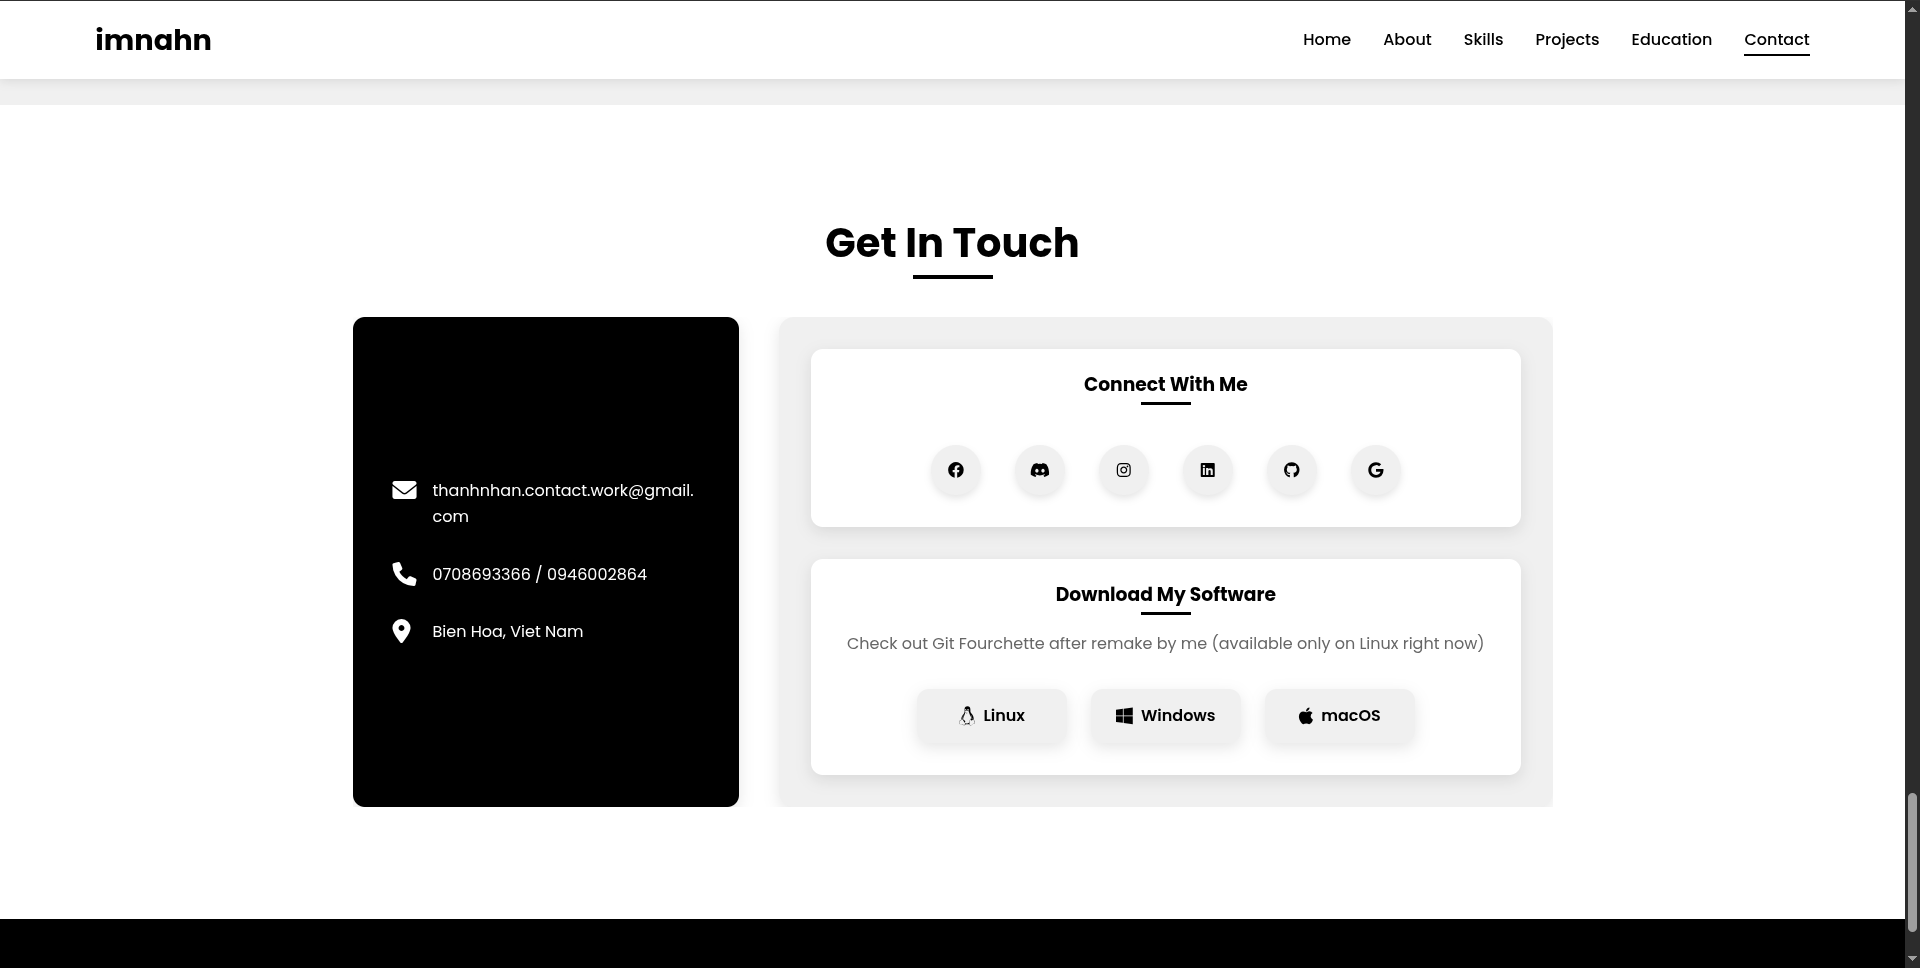 imnahn
Home About Skills Projects Education Contact
Get In Touch
thanhnhan.contact.work@gmail.
com
0708693366 / 0946002864
Bien Hoa, Viet Nam
Connect With Me
Download My Software
Check out Git Fourchette after remake by me (available only on Linux right now)
Linux
Windows
macOS